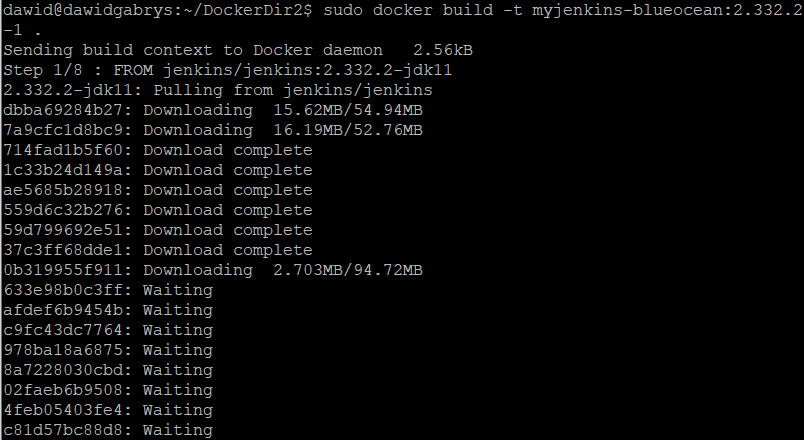 dawid@dawidgabrys:~/DockerDir2$ sudo docker build -t myjenkins-blueocean:2.332.2
-1 .
Sending build context to Docker daemon   2.56kB
Step 1/8 : FROM jenkins/jenkins:2.332.2-jdk11
2.332.2-jdk11: Pulling from jenkins/jenkins
dbba69284b27: Downloading  15.62MB/54.94MB
7a9cfc1d8bc9: Downloading  16.19MB/52.76MB
714fad1b5f60: Download complete
1c33b24d149a: Download complete
ae5685b28918: Download complete
559d6c32b276: Download complete
59d799692e51: Download complete
37c3ff68dde1: Download complete
0b319955f911: Downloading  2.703MB/94.72MB
633e98b0c3ff: Waiting
afdef6b9454b: Waiting
c9fc43dc7764: Waiting
978ba18a6875: Waiting
8a7228030cbd: Waiting
02faeb6b9508: Waiting
4feb05403fe4: Waiting
c81d57bc88d8: Waiting